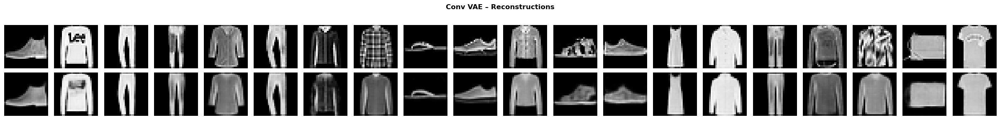 Conv VAE – Reconstructions
Lee